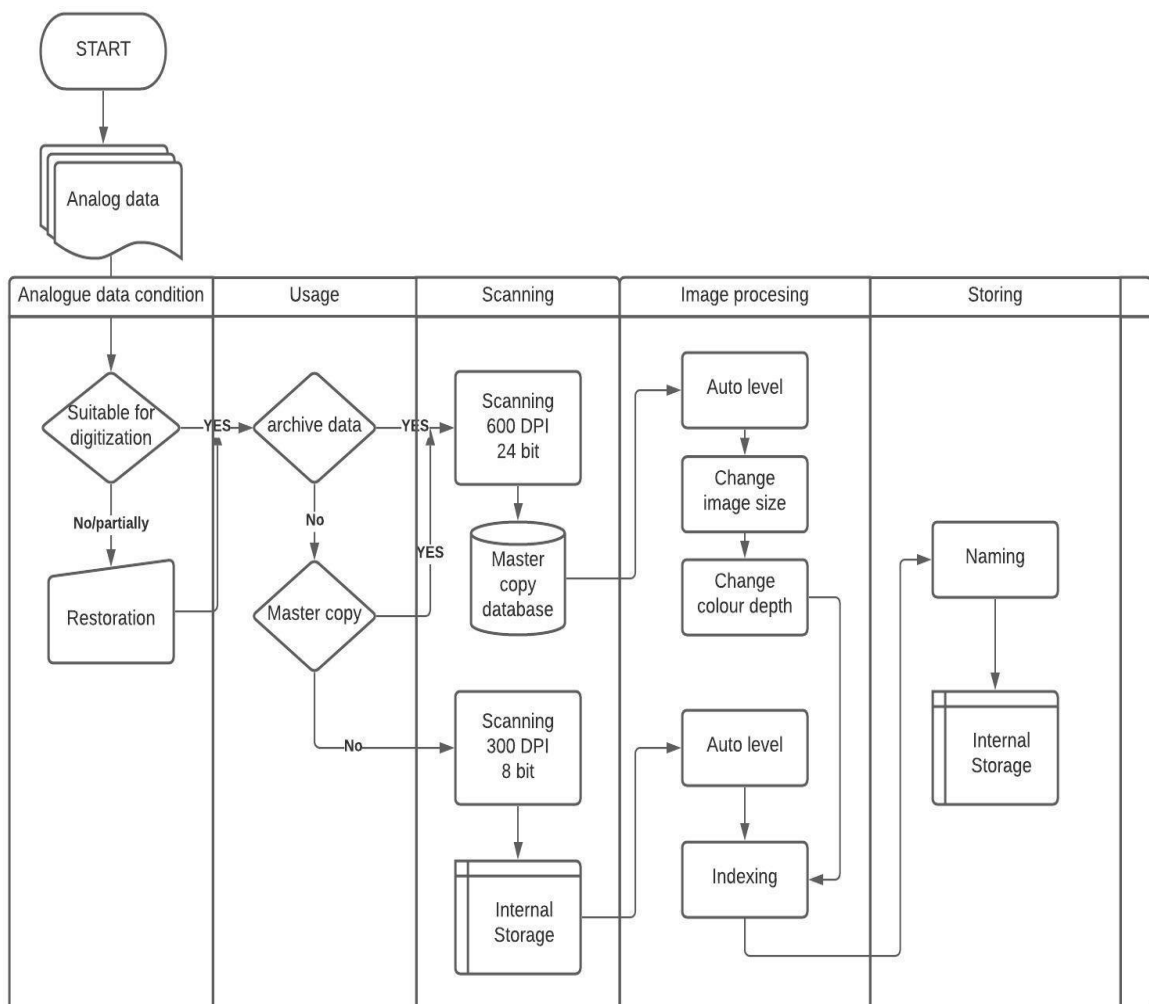 START
Analog data
Analogue data condition
Usage
Scanning
Image procesing
Storing
Suitable for
digitization
YES
No/partially
Restoration
archive data
YES
No
Master copy
YES
No
Scanning
600 DPI
24 bit
Master
copy
database
Scanning
300 DPI
8 bit
Internal
Storage
Auto level
Change
image size
Change
colour depth
Auto level
Indexing
Naming
Internal
Storage